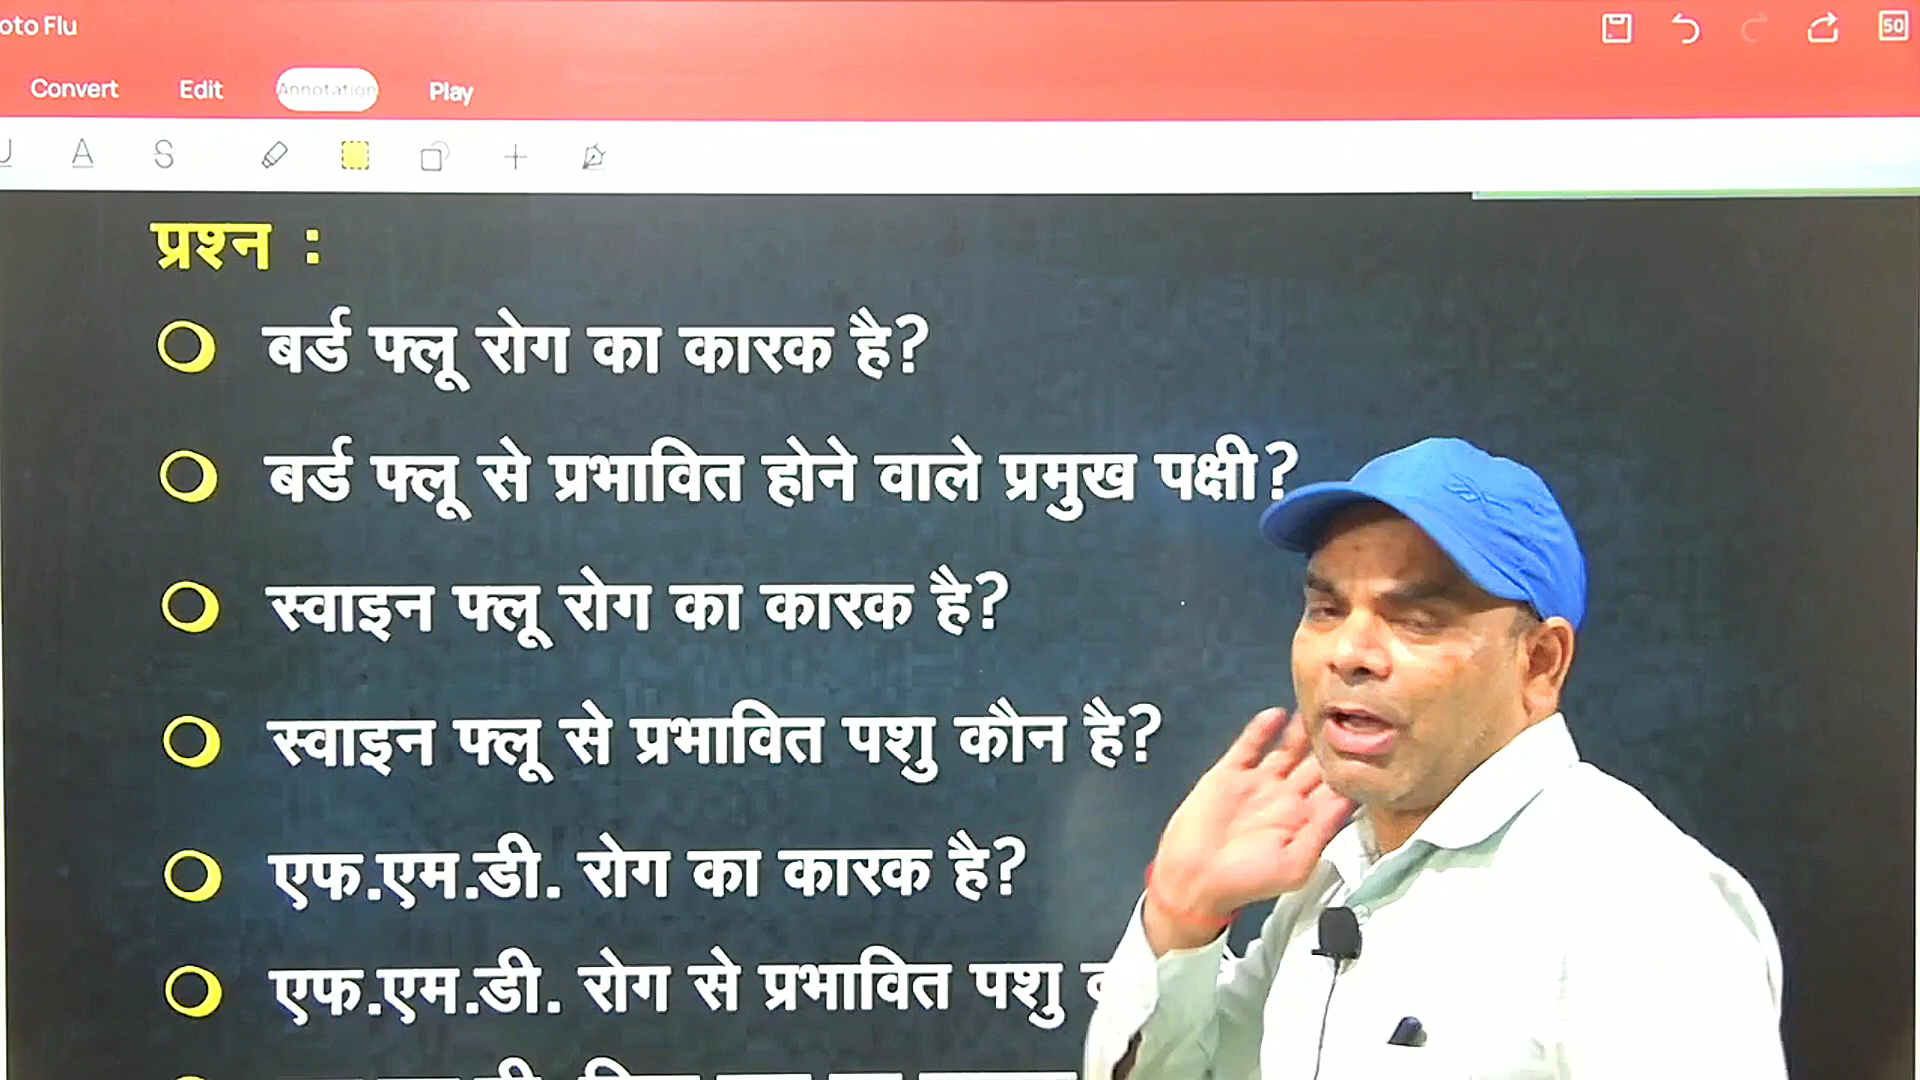 oto Flu
50
Convert Edit Annotation Play
U A S
प्रश्न :
बर्ड फ्लू रोग का कारक है?
बर्ड फ्लू से प्रभावित होने वाले प्रमुख पक्षी?
स्वाइन फ्लू रोग का कारक है?
स्वाइन फ्लू से प्रभावित पशु कौन है?
एफ.एम.डी. रोग का कारक है?
एफ.एम.डी. रोग से प्रभावित पशु